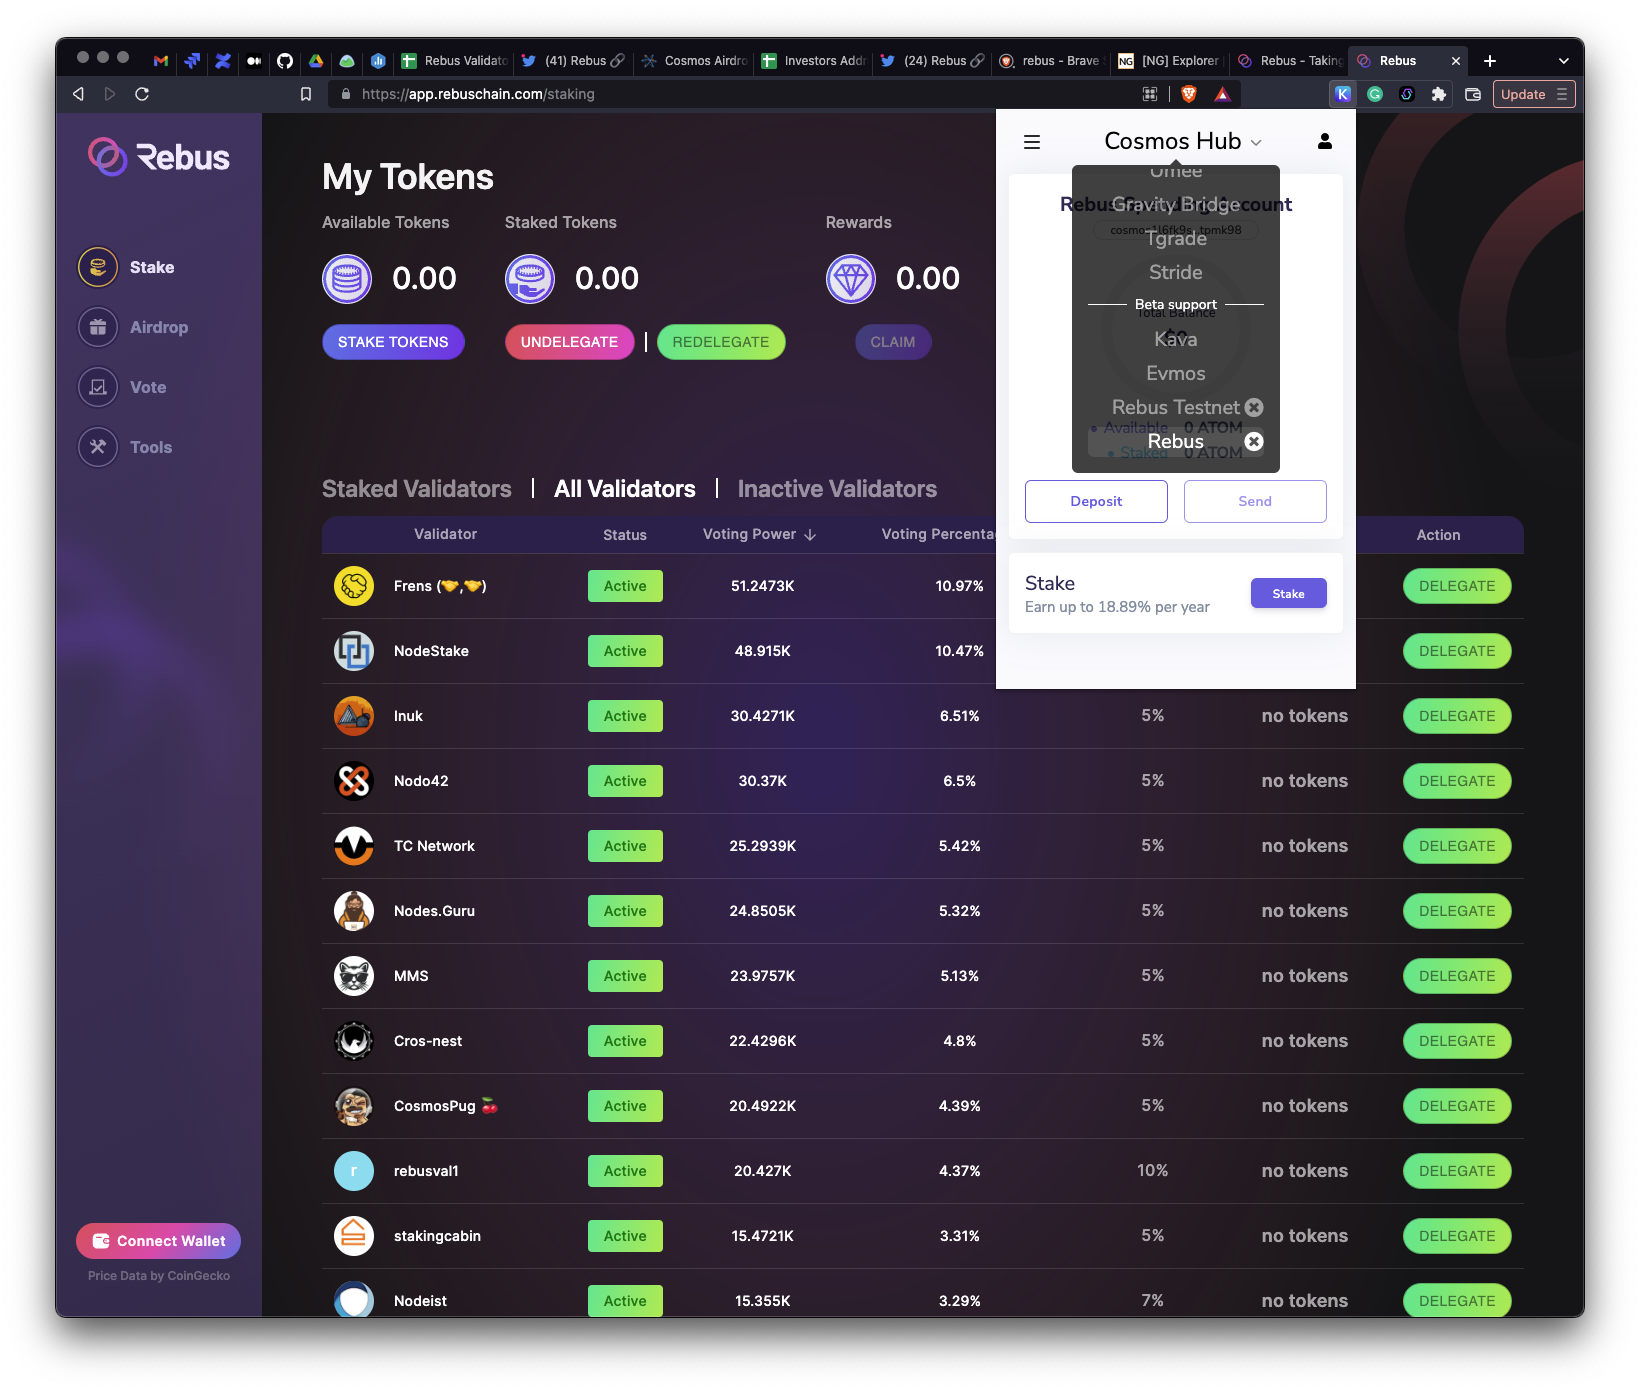 Rebus Validato
(41) Rebus
Cosmos Airdro
Investors Addr
(24) Rebus
rebus - Brave S
NG
[NG] Explorer
Rebus - Taking
Rebus
https://app.rebuschain.com/staking
K
Update
Rebus
Stake
Airdrop
Vote
Tools
Connect Wallet
Price Data by CoinGecko
My Tokens
Available Tokens
Staked Tokens
Rewards
0.00
0.00
0.00
STAKE TOKENS
UNDELEGATE
|
REDELEGATE
CLAIM
Staked Validators | All Validators | Inactive Validators
Validator Status Voting Power Voting Percenta Action
Frens (🤝,🤝) Active 51.2473K 10.97% DELEGATE
NodeStake Active 48.915K 10.47% DELEGATE
Inuk Active 30.4271K 6.51% 5% no tokens DELEGATE
Nodo42 Active 30.37K 6.5% 5% no tokens DELEGATE
TC Network Active 25.2939K 5.42% 5% no tokens DELEGATE
Nodes.Guru Active 24.8505K 5.32% 5% no tokens DELEGATE
MMS Active 23.9757K 5.13% 5% no tokens DELEGATE
Cros-nest Active 22.4296K 4.8% 5% no tokens DELEGATE
CosmosPug 🍒 Active 20.4922K 4.39% 5% no tokens DELEGATE
r rebusval1 Active 20.427K 4.37% 10% no tokens DELEGATE
stakingcabin Active 15.4721K 3.31% 5% no tokens DELEGATE
Nodeist Active 15.355K 3.29% 7% no tokens DELEGATE
Cosmos Hub
Umee
Gravity Bridge
Tgrade
Stride
Beta support
Total Balance
Kava
Evmos
Rebus Testnet
Available 0 ATOM
Rebus
Staked 0 ATOM
Deposit
Send
Stake
Earn up to 18.89% per year
Stake